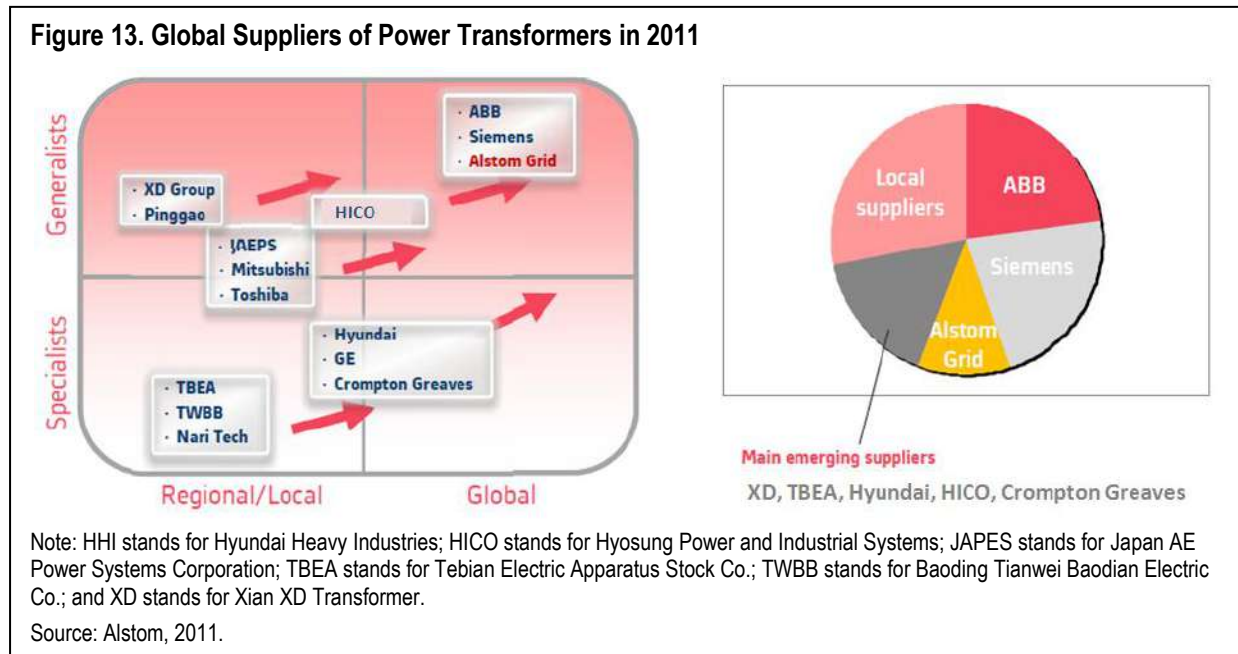 Figure 13. Global Suppliers of Power Transformers in 2011
Generalists
Specialists
· ABB
· Siemens
· Alstom Grid
· XD Group
· Pinggao
HICO
· JAEPS
· Mitsubishi
· Toshiba
· Hyundai
· GE
· Crompton Greaves
· TBEA
· TWBB
· Nari Tech
Regional/Local
Global
Local
suppliers
ABB
Siemens
Alstom
Grid
Main emerging suppliers
XD, TBEA, Hyundai, HICO, Crompton Greaves
Note: HHI stands for Hyundai Heavy Industries; HICO stands for Hyosung Power and Industrial Systems; JAPES stands for Japan AE
Power Systems Corporation; TBEA stands for Tebian Electric Apparatus Stock Co.; TWBB stands for Baoding Tianwei Baodian Electric
Co.; and XD stands for Xian XD Transformer.
Source: Alstom, 2011.